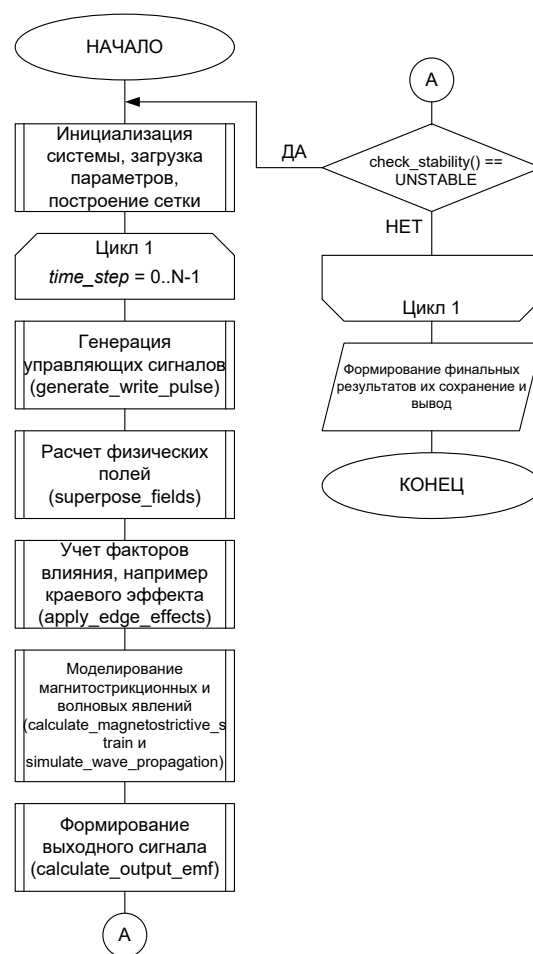 НАЧАЛО
Инициализация
системы, загрузка
параметров,
построение сетки
Цикл 1
time_step = 0..N-1
Генерация
управляющих сигналов
(generate_write_pulse)
Расчет физических
полей
(superpose_fields)
Учет факторов
влияния, например
краевого эффекта
(apply_edge_effects)
Моделирование
магнитострикционных и
волновых явлений
(calculate_magnetostrictive_s
train и
simulate_wave_propagation)
Формирование
выходного сигнала
(calculate_output_emf)
А
А
check_stability() ==
UNSTABLE
ДА
НЕТ
Цикл 1
Формирование финальных
результатов их сохранение и
вывод
КОНЕЦ